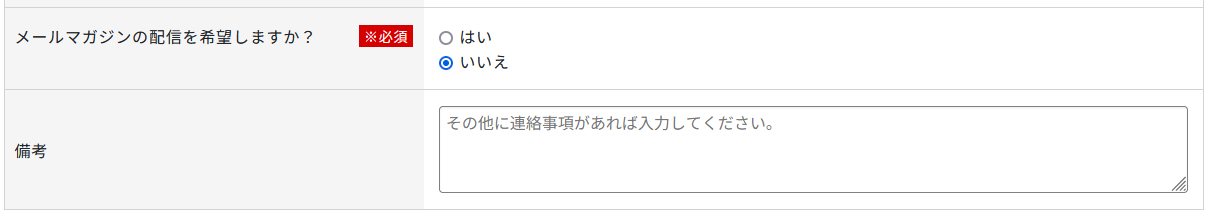 メールマガジンの配信を希望しますか？ ※必須
はい
いいえ
備考
その他に連絡事項があれば入力してください。